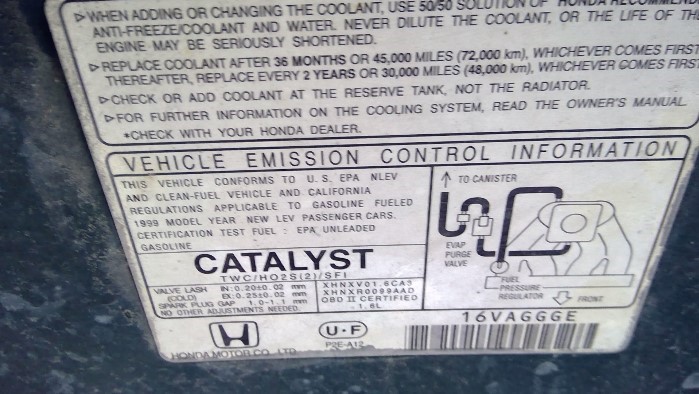 ▷WHEN ADDING OR CHANGING THE COOLANT, USE 50/50 SOLUTION OF HONDA RECOMMEND
ANTI-FREEZE/COOLANT AND WATER. NEVER DILUTE THE COOLANT, OR THE LIFE OF THE
ENGINE MAY BE SERIOUSLY SHORTENED.
▷REPLACE COOLANT AFTER 36 MONTHS OR 45,000 MILES (72,000 km), WHICHEVER COMES FIRST
THEREAFTER, REPLACE EVERY 2 YEARS OR 30,000 MILES (48,000 km), WHICHEVER COMES FIRST
▷CHECK OR ADD COOLANT AT THE RESERVE TANK, NOT THE RADIATOR.
▷FOR FURTHER INFORMATION ON THE COOLING SYSTEM, READ THE OWNER'S MANUAL.
*CHECK WITH YOUR HONDA DEALER.
VEHICLE EMISSION CONTROL INFORMATION
THIS VEHICLE CONFORMS TO U.S. EPA NLEV
AND CLEAN-FUEL VEHICLE AND CALIFORNIA
REGULATIONS APPLICABLE TO GASOLINE FUELED
1999 MODEL YEAR NEW LEV PASSENGER CARS.
CERTIFICATION TEST FUEL : EPA UNLEADED
GASOLINE
CATALYST
TWC/HO2S(2)/SFI
VALVE LASH IN:0.20±0.02 mm
(COLD) EX:0.25±0.02 mm
SPARK PLUG GAP 1.0-1.1 mm
NO OTHER ADJUSTMENTS NEEDED.
XHNXV01.6CA3
XHNXR0099AAD
OBD II CERTIFIED
1.6L
TO CANISTER
EVAP
PURGE
VALVE
FUEL
PRESSURE
REGULATOR
FRONT
16VAGGGE
HONDA MOTOR CO., LTD.
U-F
P2E-A12